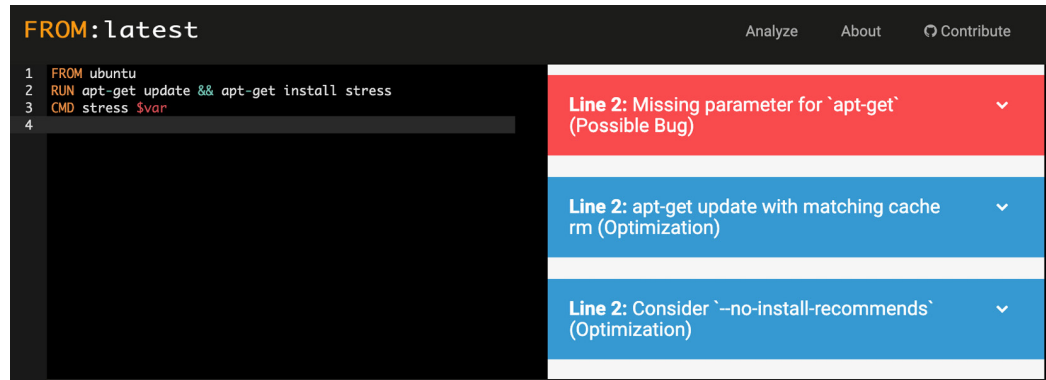 FROM:latest
Analyze About Contribute
1 FROM ubuntu
2 RUN apt-get update && apt-get install stress
3 CMD stress $var
4
Line 2: Missing parameter for `apt-get`
(Possible Bug)
Line 2: apt-get update with matching cache
rm (Optimization)
Line 2: Consider `--no-install-recommends`
(Optimization)